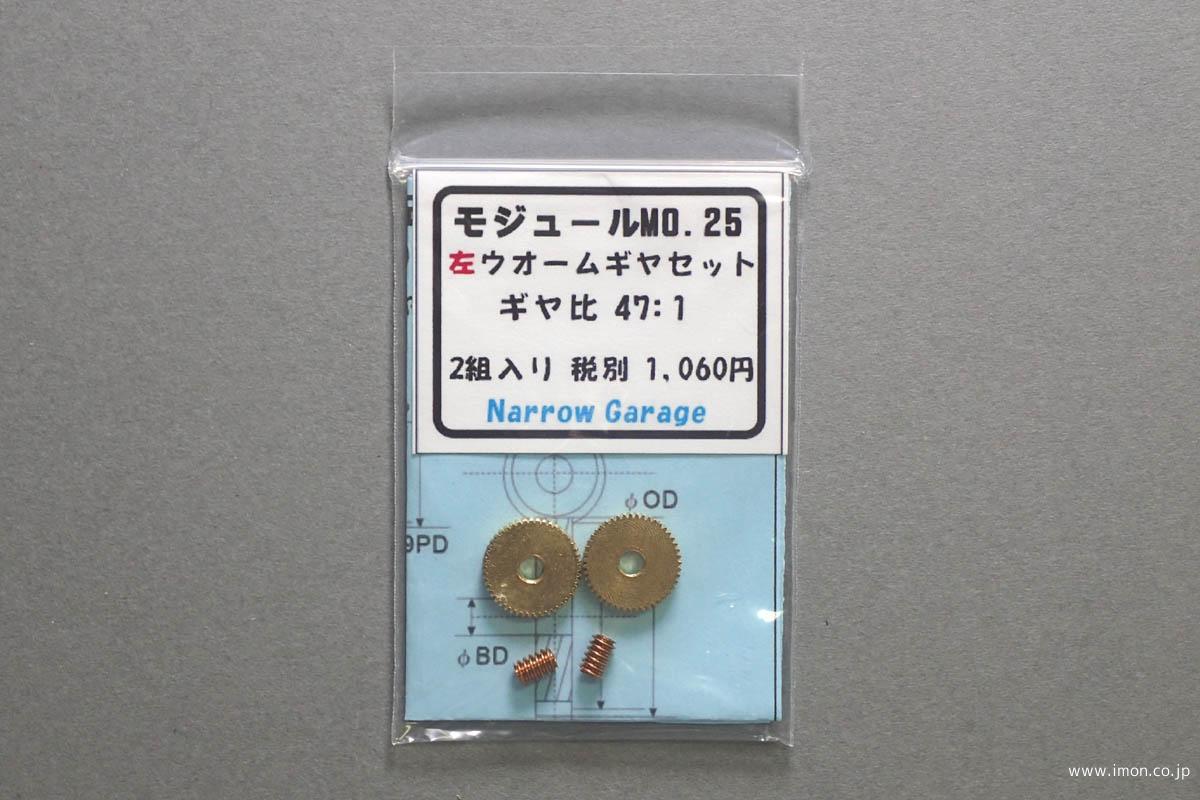 モジュールM0.25
左ウオームギヤセット
ギヤ比 47:1
2組入り 税別 1,060円
Narrow Garage
φOD
9PD
φBD
www.imon.co.jp